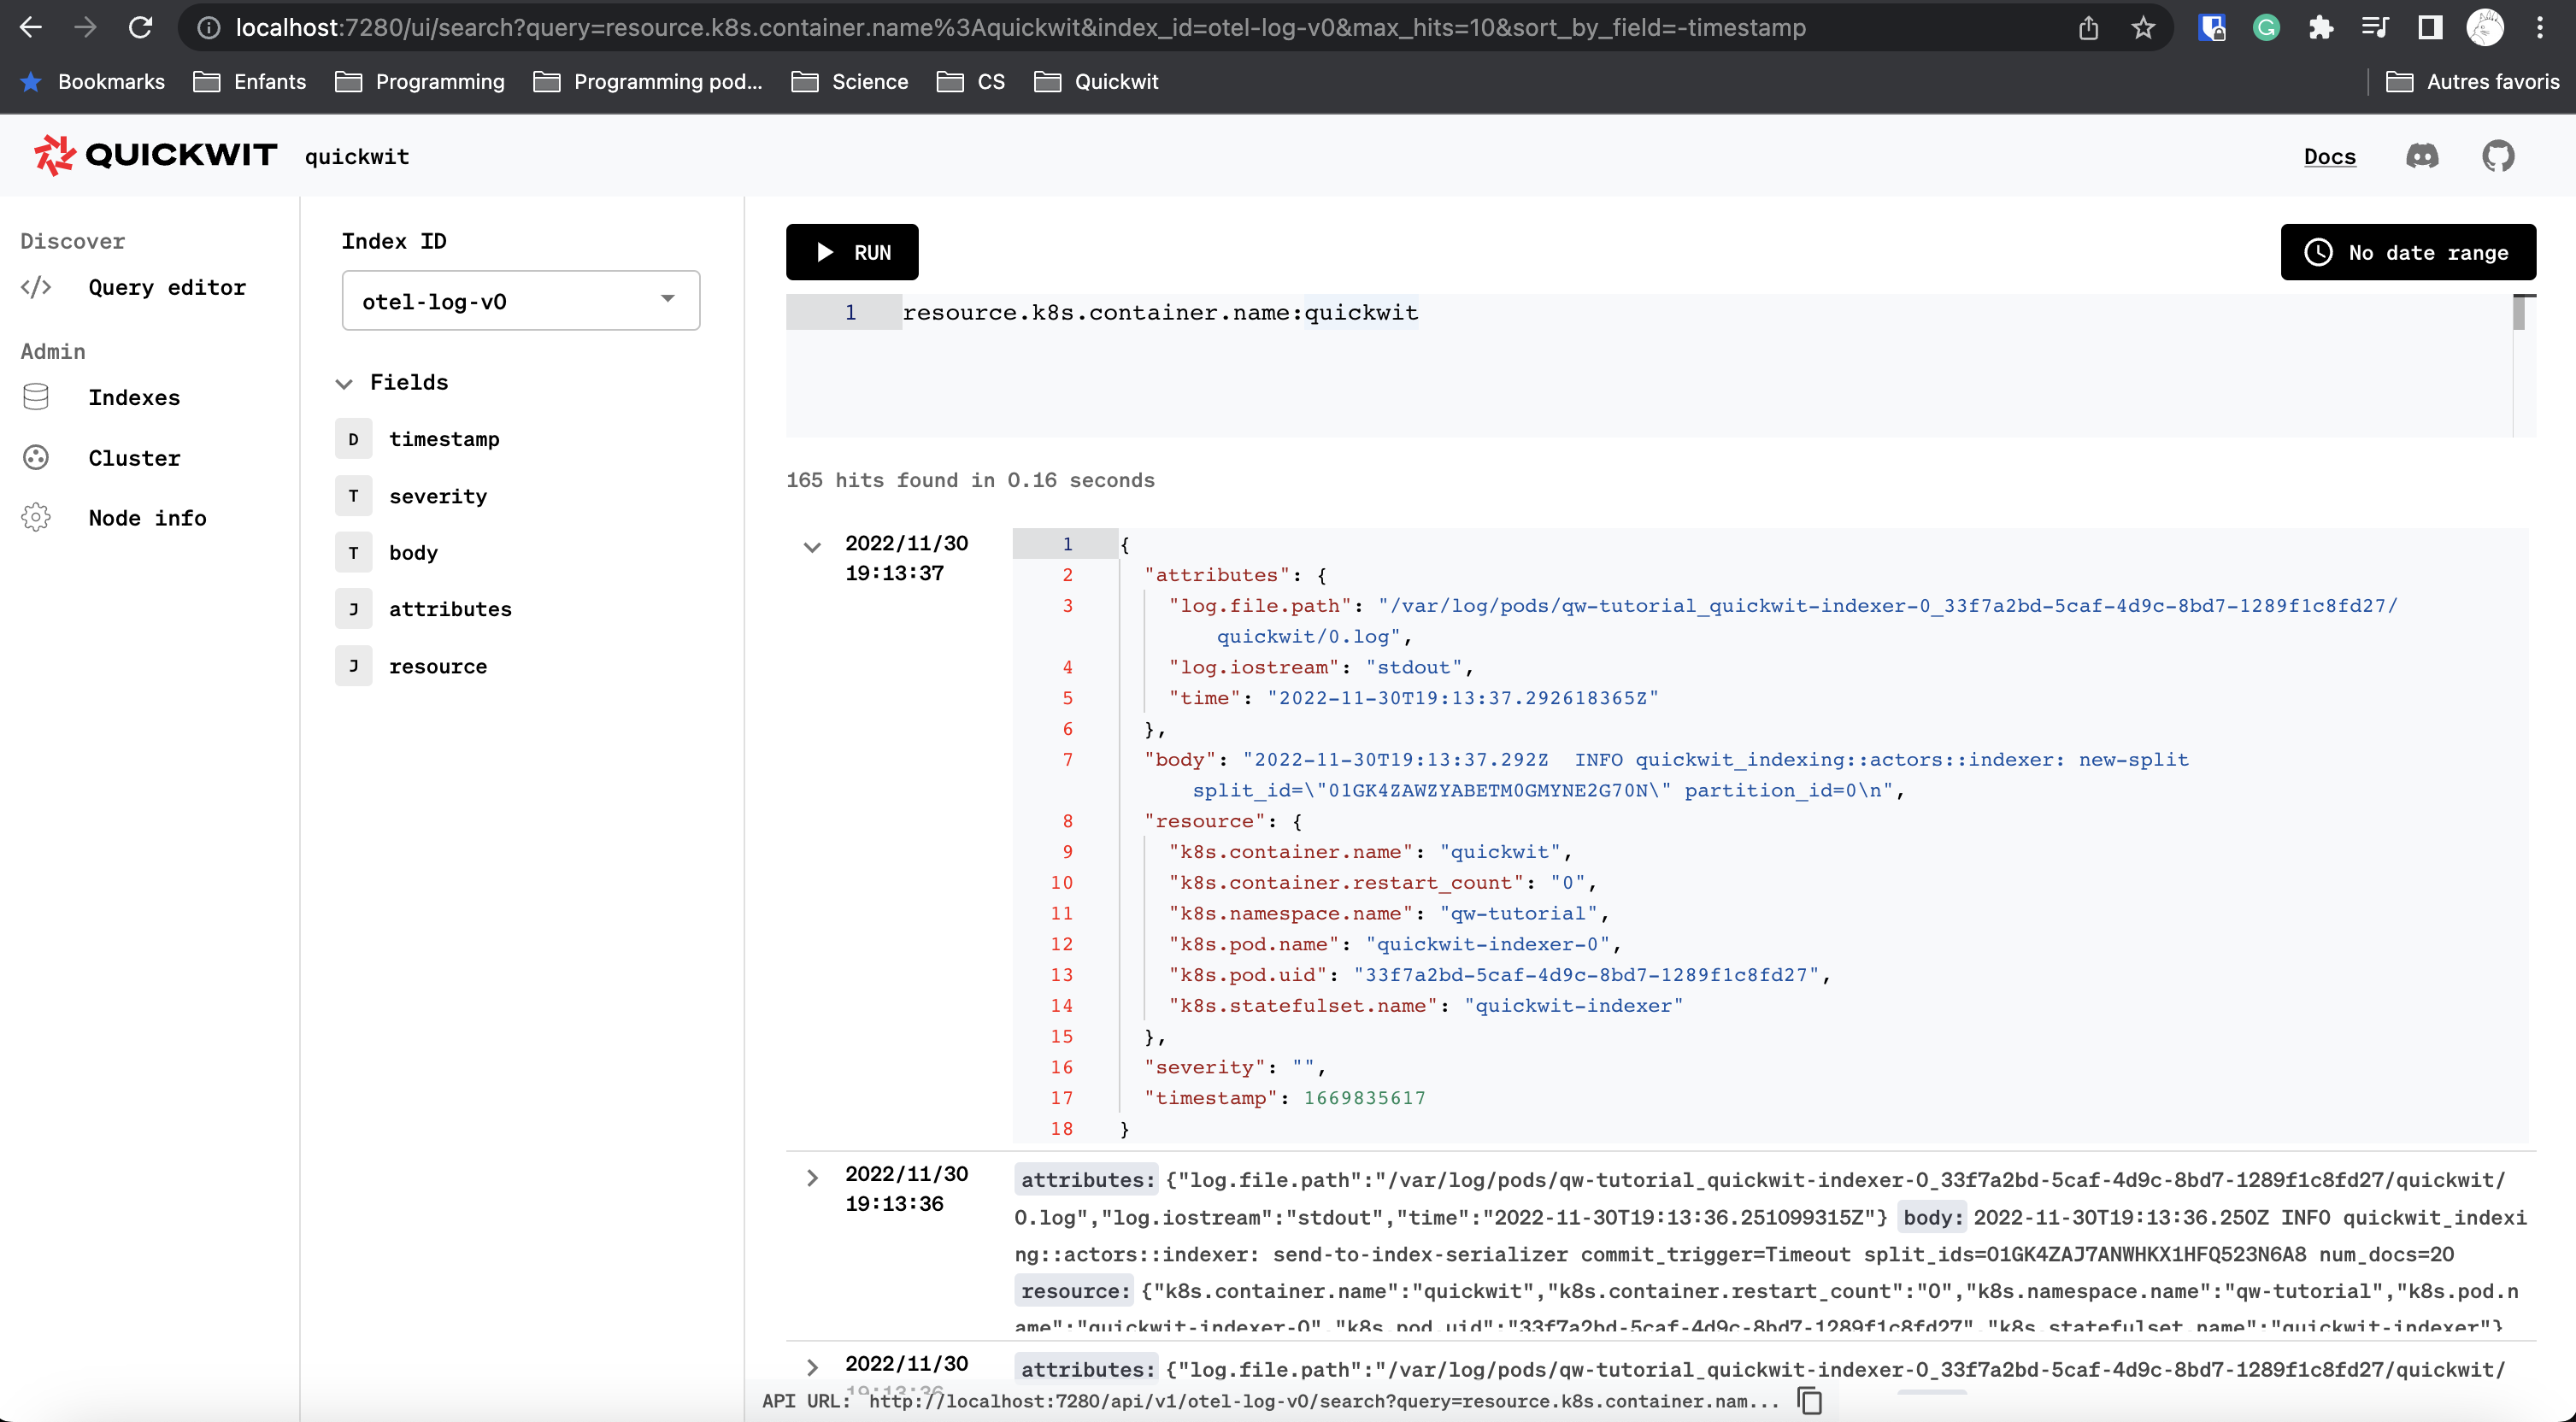 localhost:7280/ui/search?query=resource.k8s.container.name%3Aquickwit&index_id=otel-log-v0&max_hits=10&sort_by_field=-timestamp
Bookmarks Enfants Programming Programming pod... Science CS Quickwit Autres favoris
QUICKWIT quickwit Docs
Discover
Query editor
Admin
Indexes
Cluster
Node info
Index ID
otel-log-v0
Fields
D timestamp
T severity
T body
J attributes
J resource
RUN
No date range
1 resource.k8s.container.name:quickwit
165 hits found in 0.16 seconds
2022/11/30
19:13:37
1 {
2 "attributes": {
3 "log.file.path": "/var/log/pods/qw-tutorial_quickwit-indexer-0_33f7a2bd-5caf-4d9c-8bd7-1289f1c8fd27/
quickwit/0.log",
4 "log.iostream": "stdout",
5 "time": "2022-11-30T19:13:37.292618365Z"
6 },
7 "body": "2022-11-30T19:13:37.292Z  INFO quickwit_indexing::actors::indexer: new-split
split_id=\"01GK4ZAWZYABETM0GMYNE2G70N\" partition_id=0\n",
8 "resource": {
9 "k8s.container.name": "quickwit",
10 "k8s.container.restart_count": "0",
11 "k8s.namespace.name": "qw-tutorial",
12 "k8s.pod.name": "quickwit-indexer-0",
13 "k8s.pod.uid": "33f7a2bd-5caf-4d9c-8bd7-1289f1c8fd27",
14 "k8s.statefulset.name": "quickwit-indexer"
15 },
16 "severity": "",
17 "timestamp": 1669835617
18 }
2022/11/30
19:13:36
attributes: {"log.file.path":"/var/log/pods/qw-tutorial_quickwit-indexer-0_33f7a2bd-5caf-4d9c-8bd7-1289f1c8fd27/quickwit/
0.log","log.iostream":"stdout","time":"2022-11-30T19:13:36.251099315Z"} body: 2022-11-30T19:13:36.250Z INFO quickwit_indexi
ng::actors::indexer: send-to-index-serializer commit_trigger=Timeout split_ids=01GK4ZAJ7ANWHKX1HFQ523N6A8 num_docs=20
resource: {"k8s.container.name":"quickwit","k8s.container.restart_count":"0","k8s.namespace.name":"qw-tutorial","k8s.pod.n
ame":"quickwit-indexer-0","k8s.pod.uid":"33f7a2bd-5caf-4d9c-8bd7-1289f1c8fd27","k8s.statefulset.name":"quickwit-indexer"}
2022/11/30
19:13:36
attributes: {"log.file.path":"/var/log/pods/qw-tutorial_quickwit-indexer-0_33f7a2bd-5caf-4d9c-8bd7-1289f1c8fd27/quickwit/
API URL: http://localhost:7280/api/v1/otel-log-v0/search?query=resource.k8s.container.nam...